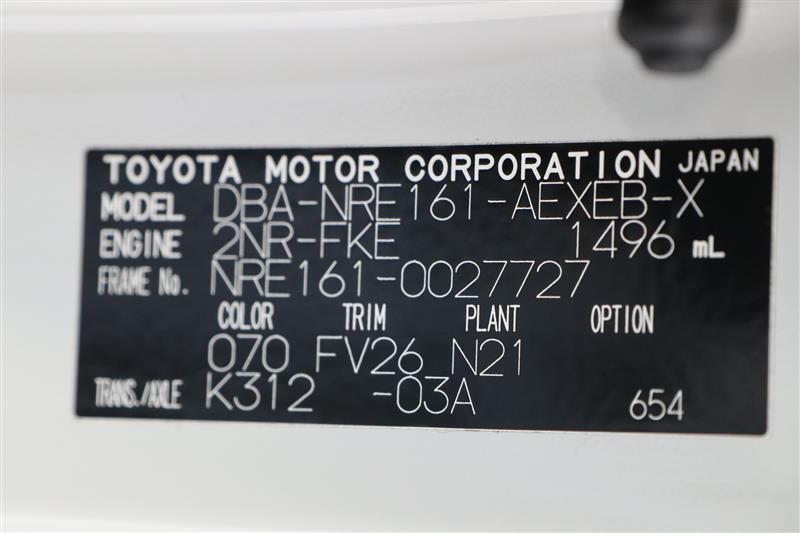 TOYOTA MOTOR CORPORATION JAPAN
MODEL DBA-NRE161-AEXEB-X
ENGINE 2NR-FKE 1496 mL
FRAME No. NRE161-0027727
COLOR TRIM PLANT OPTION
070 FV26 N21
TRANS./AXLE K312 -03A 654